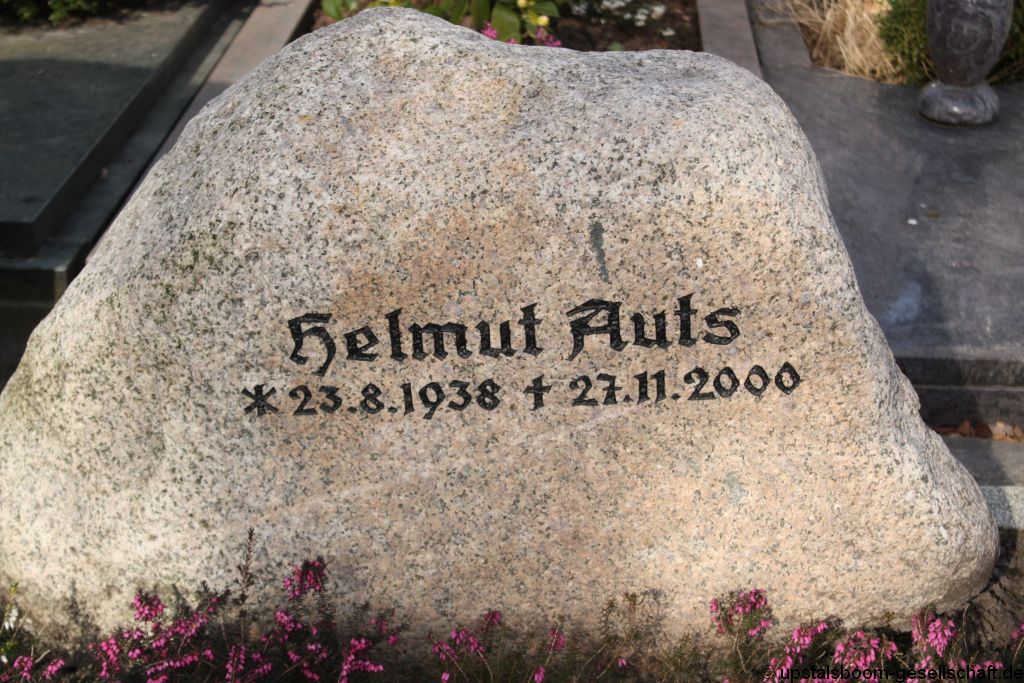 Helmut Auts
* 23.8.1938 † 27.11.2000
© upstalsboom-gesellschaft.de